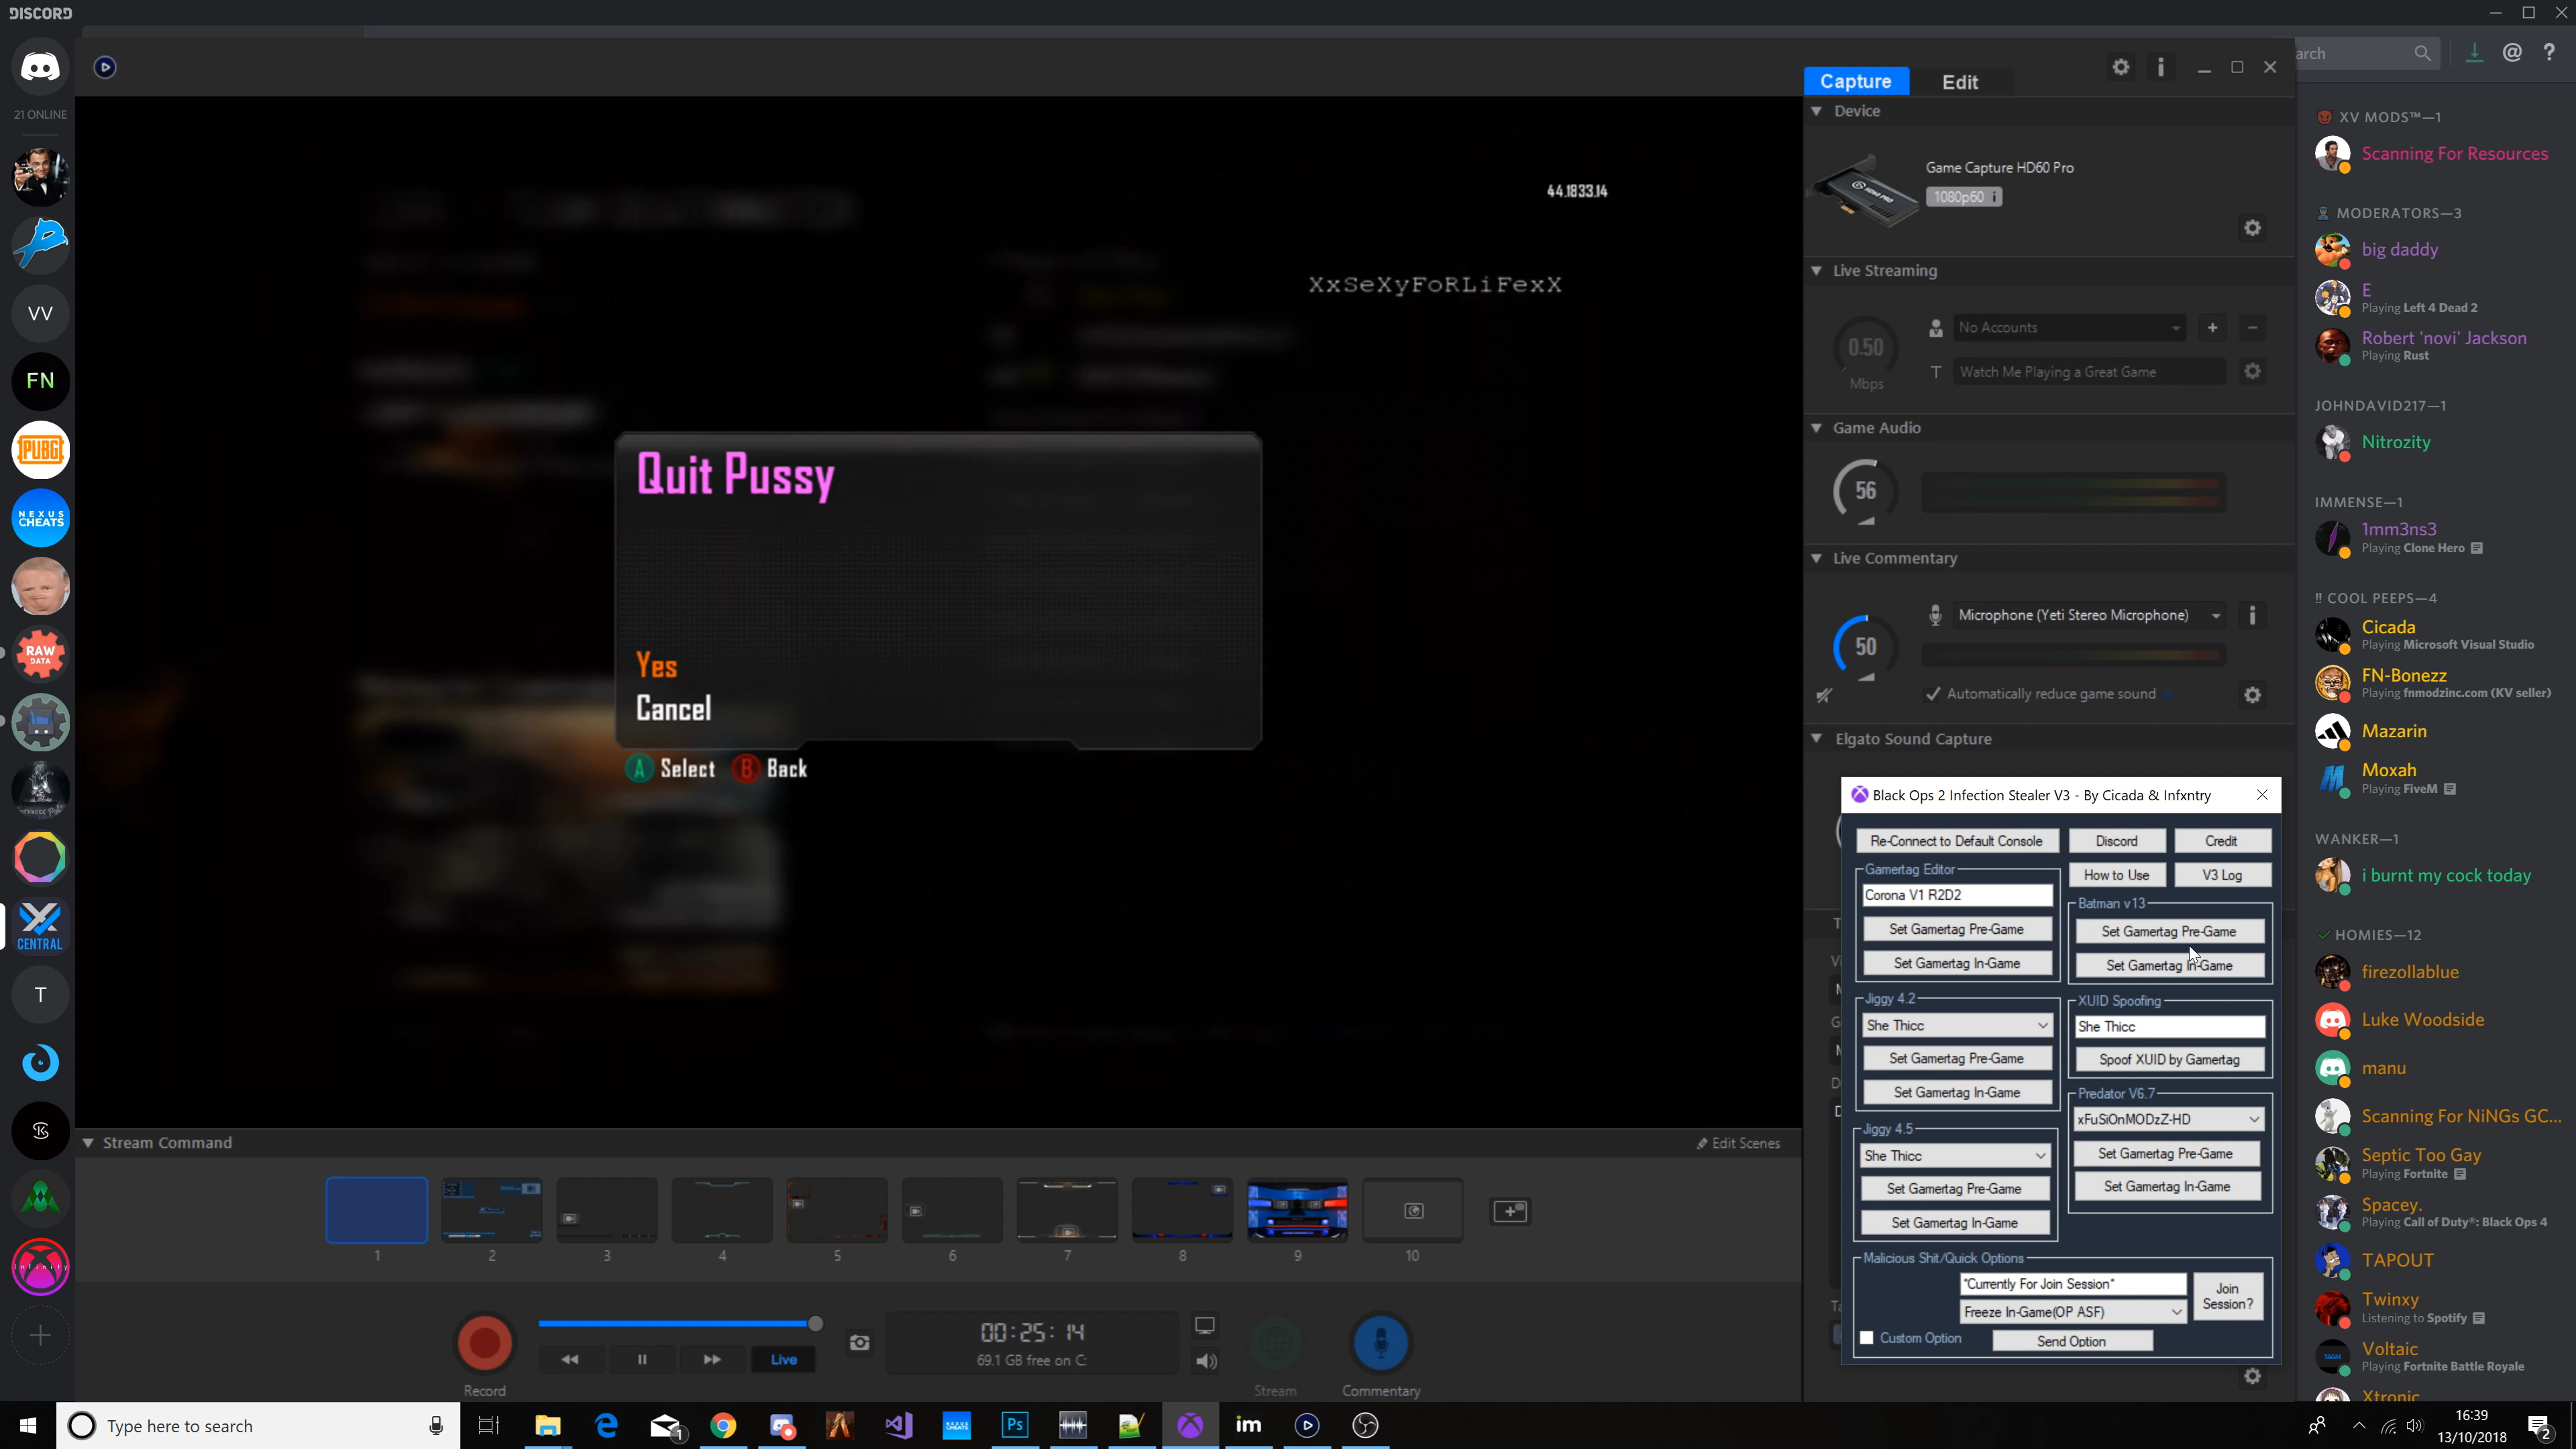 DISCORD
21 ONLINE
VV
FN
PUBG
NEXUS
CHEATS
RAW
DATA
CENTRAL
T
Capture
Edit
Device
Game Capture HD60 Pro
1080p60 i
44.1833.14
XxSeXyFoRLiFexX
Live Streaming
No Accounts
0.50
Mbps
Watch Me Playing a Great Game
Game Audio
56
Live Commentary
Microphone (Yeti Stereo Microphone)
50
Automatically reduce game sound
Elgato Sound Capture
Quit Pussy
Yes
Cancel
A Select B Back
Black Ops 2 Infection Stealer V3 - By Cicada & Infxntry
Re-Connect to Default Console
Discord
Credit
Gamertag Editor
How to Use
V3 Log
Corona V1 R2D2
Set Gamertag Pre-Game
Set Gamertag In-Game
Batman v13
Set Gamertag Pre-Game
Set Gamertag In-Game
Jiggy 4.2
She Thicc
Set Gamertag Pre-Game
Set Gamertag In-Game
XUID Spoofing
She Thicc
Spoof XUID by Gamertag
Predator V6.7
xFuSiOnMODzZ-HD
Set Gamertag Pre-Game
Set Gamertag In-Game
Jiggy 4.5
She Thicc
Set Gamertag Pre-Game
Set Gamertag In-Game
Malicious Shit/Quick Options
"Currently For Join Session"
Join
Session?
Freeze In-Game(OP ASF)
Custom Option
Send Option
Stream Command
Edit Scenes
1 2 3 4 5 6 7 8 9 10
00:25:14
69.1 GB free on C:
Live
Record
Stream
Commentary
arch
XV MODS™—1
Scanning For Resources
MODERATORS—3
big daddy
E
Playing Left 4 Dead 2
Robert 'novi' Jackson
Playing Rust
JOHNDAVID217—1
Nitrozity
IMMENSE—1
1mm3ns3
Playing Clone Hero
!! COOL PEEPS—4
Cicada
Playing Microsoft Visual Studio
FN-Bonezz
Playing fnmodzinc.com (KV seller)
Mazarin
Moxah
Playing FiveM
WANKER—1
i burnt my cock today
HOMIES—12
firezollablue
Luke Woodside
manu
Scanning For NiNGs GC...
Septic Too Gay
Playing Fortnite
Spacey.
Playing Call of Duty®: Black Ops 4
TAPOUT
Twinxy
Listening to Spotify
Voltaic
Playing Fortnite Battle Royale
Xtronic
Type here to search
1
Ps
im
16:39
13/10/2018
2